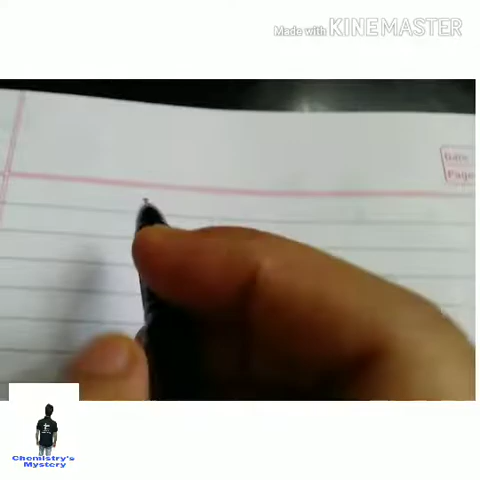 Made with KINEMASTER
Date
Page
Chemistry's
Mystery